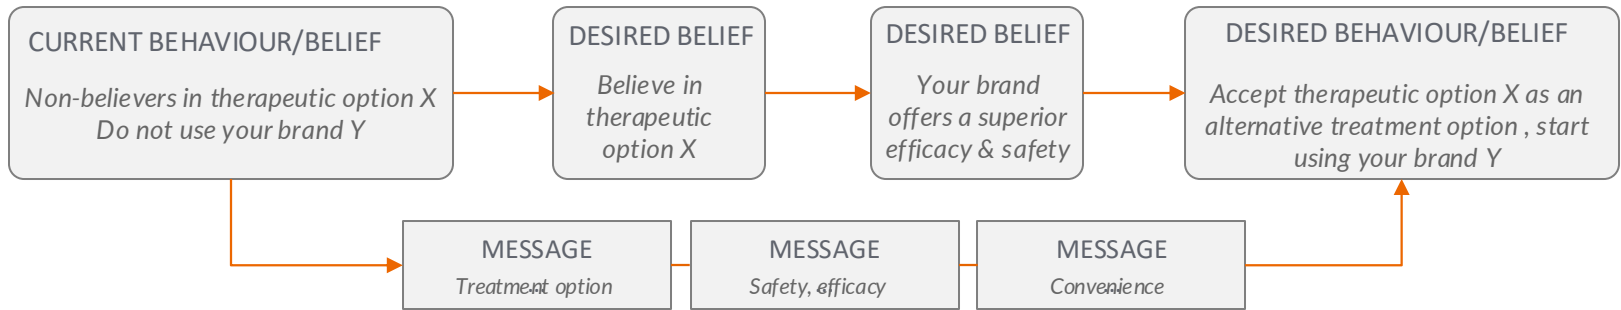 CURRENT BEHAVIOUR/BELIEF
Non-believers in therapeutic option X
Do not use your brand Y
DESIRED BELIEF
Believe in
therapeutic
option X
DESIRED BELIEF
Your brand
offers a superior
efficacy & safety
DESIRED BEHAVIOUR/BELIEF
Accept therapeutic option X as an
alternative treatment option , start
using your brand Y
MESSAGE
Treatment option
...
MESSAGE
Safety, efficacy
...
MESSAGE
Convenience
...